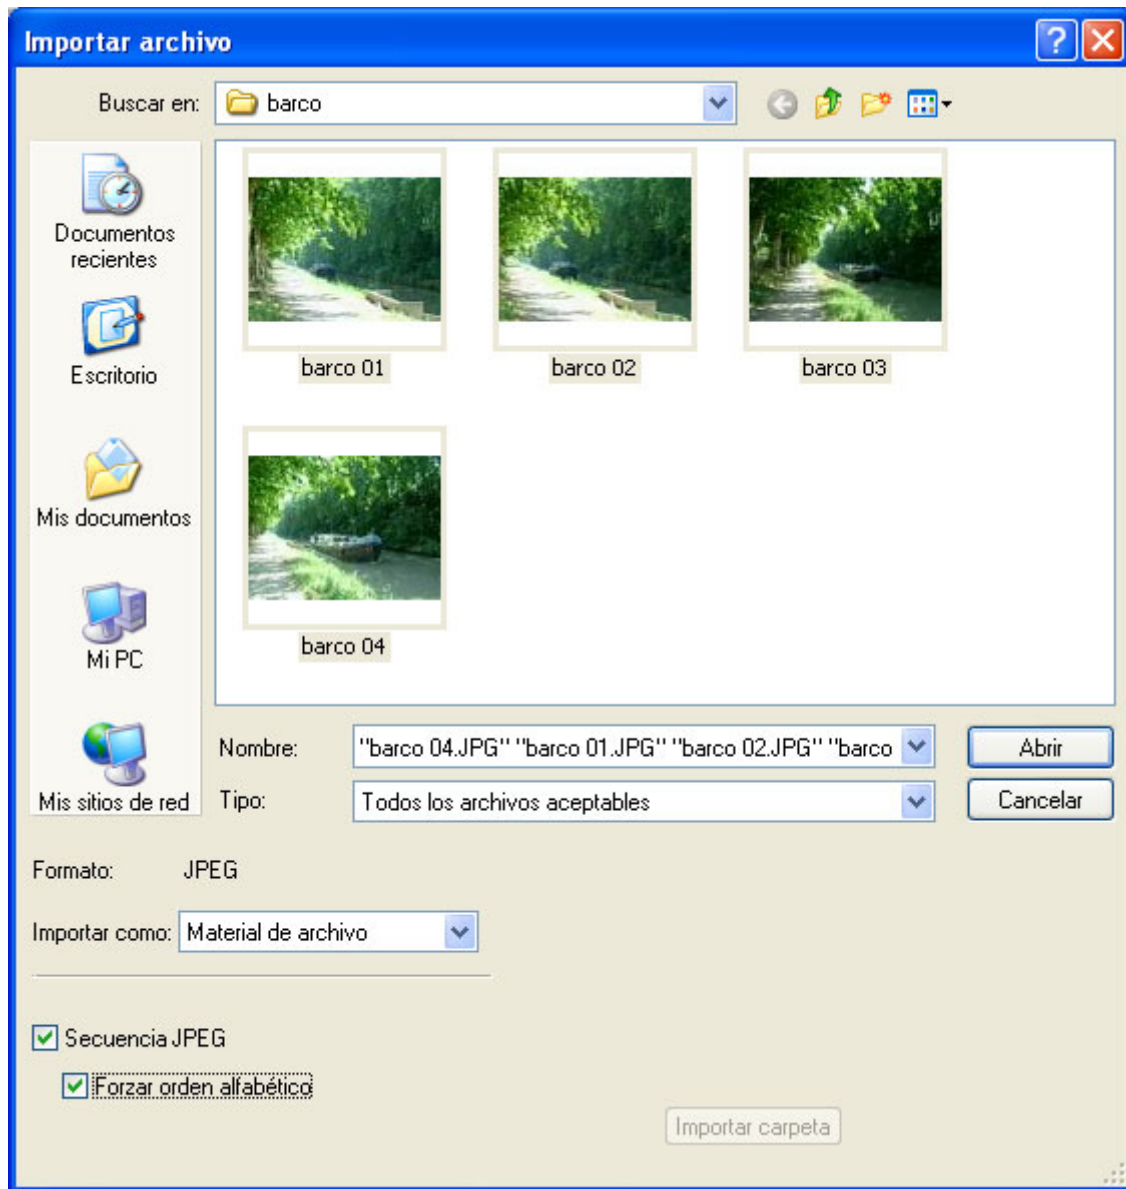 Importar archivo
Buscar en: barco
Documentos
recientes
Escritorio
Mis documentos
Mi PC
Mis sitios de red
barco 01
barco 02
barco 03
barco 04
Nombre: "barco 04.JPG" "barco 01.JPG" "barco 02.JPG" "barco
Abrir
Tipo: Todos los archivos aceptables
Cancelar
Formato: JPEG
Importar como: Material de archivo
Secuencia JPEG
Forzar orden alfabético
Importar carpeta